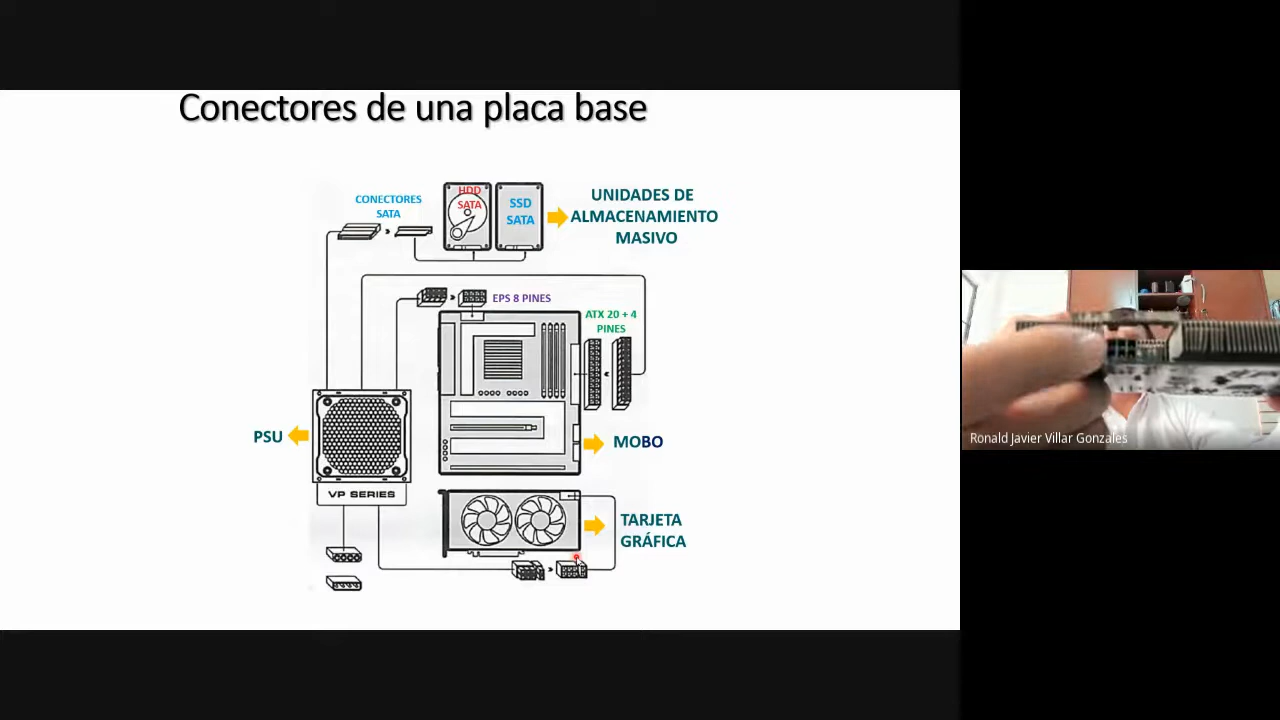 Conectores de una placa base
CONECTORES
SATA
HDD
SATA
SSD
SATA
UNIDADES DE
ALMACENAMIENTO
MASIVO
EPS 8 PINES
ATX 20 + 4
PINES
PSU
MOBO
VP SERIES
TARJETA
GRÁFICA
Ronald Javier Villar Gonzales